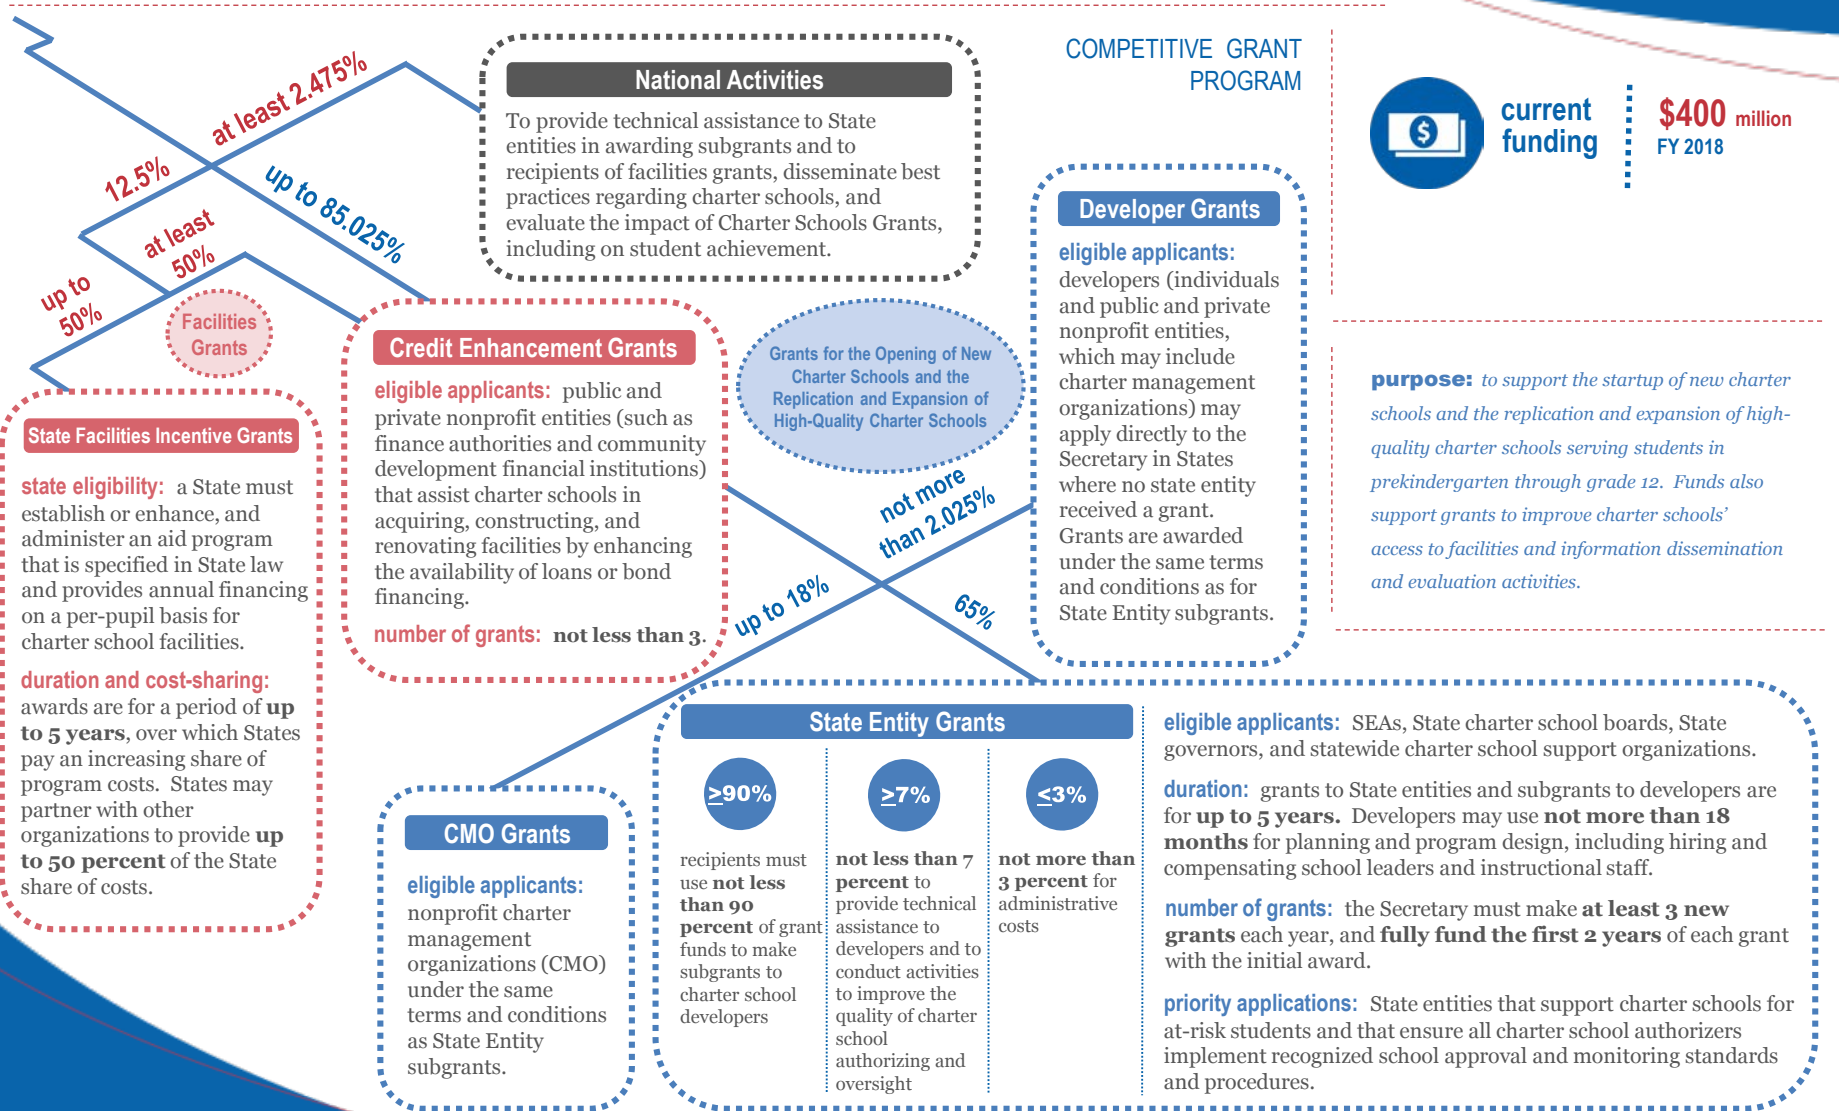 COMPETITIVE GRANT
PROGRAM
current
funding
$400 million
FY 2018
purpose: to support the startup of new charter
schools and the replication and expansion of high-
quality charter schools serving students in
prekindergarten through grade 12. Funds also
support grants to improve charter schools'
access to facilities and information dissemination
and evaluation activities.
at least 2.475%
12.5%
up to 85.025%
at least
50%
up to
50%
Facilities
Grants
National Activities
To provide technical assistance to State
entities in awarding subgrants and to
recipients of facilities grants, disseminate best
practices regarding charter schools, and
evaluate the impact of Charter Schools Grants,
including on student achievement.
State Facilities Incentive Grants
state eligibility: a State must
establish or enhance, and
administer an aid program
that is specified in State law
and provides annual financing
on a per-pupil basis for
charter school facilities.
duration and cost-sharing:
awards are for a period of up
to 5 years, over which States
pay an increasing share of
program costs. States may
partner with other
organizations to provide up
to 50 percent of the State
share of costs.
Credit Enhancement Grants
eligible applicants: public and
private nonprofit entities (such as
finance authorities and community
development financial institutions)
that assist charter schools in
acquiring, constructing, and
renovating facilities by enhancing
the availability of loans or bond
financing.
number of grants: not less than 3.
Grants for the Opening of New
Charter Schools and the
Replication and Expansion of
High-Quality Charter Schools
not more
than 2.025%
up to 18%
65%
Developer Grants
eligible applicants:
developers (individuals
and public and private
nonprofit entities,
which may include
charter management
organizations) may
apply directly to the
Secretary in States
where no state entity
received a grant.
Grants are awarded
under the same terms
and conditions as for
State Entity subgrants.
CMO Grants
eligible applicants:
nonprofit charter
management
organizations (CMO)
under the same
terms and conditions
as State Entity
subgrants.
State Entity Grants
≥90%
recipients must
use not less
than 90
percent of grant
funds to make
subgrants to
charter school
developers
≥7%
not less than 7
percent to
provide technical
assistance to
developers and to
conduct activities
to improve the
quality of charter
school
authorizing and
oversight
≤3%
not more than
3 percent for
administrative
costs
eligible applicants: SEAs, State charter school boards, State
governors, and statewide charter school support organizations.
duration: grants to State entities and subgrants to developers are
for up to 5 years. Developers may use not more than 18
months for planning and program design, including hiring and
compensating school leaders and instructional staff.
number of grants: the Secretary must make at least 3 new
grants each year, and fully fund the first 2 years of each grant
with the initial award.
priority applications: State entities that support charter schools for
at-risk students and that ensure all charter school authorizers
implement recognized school approval and monitoring standards
and procedures.